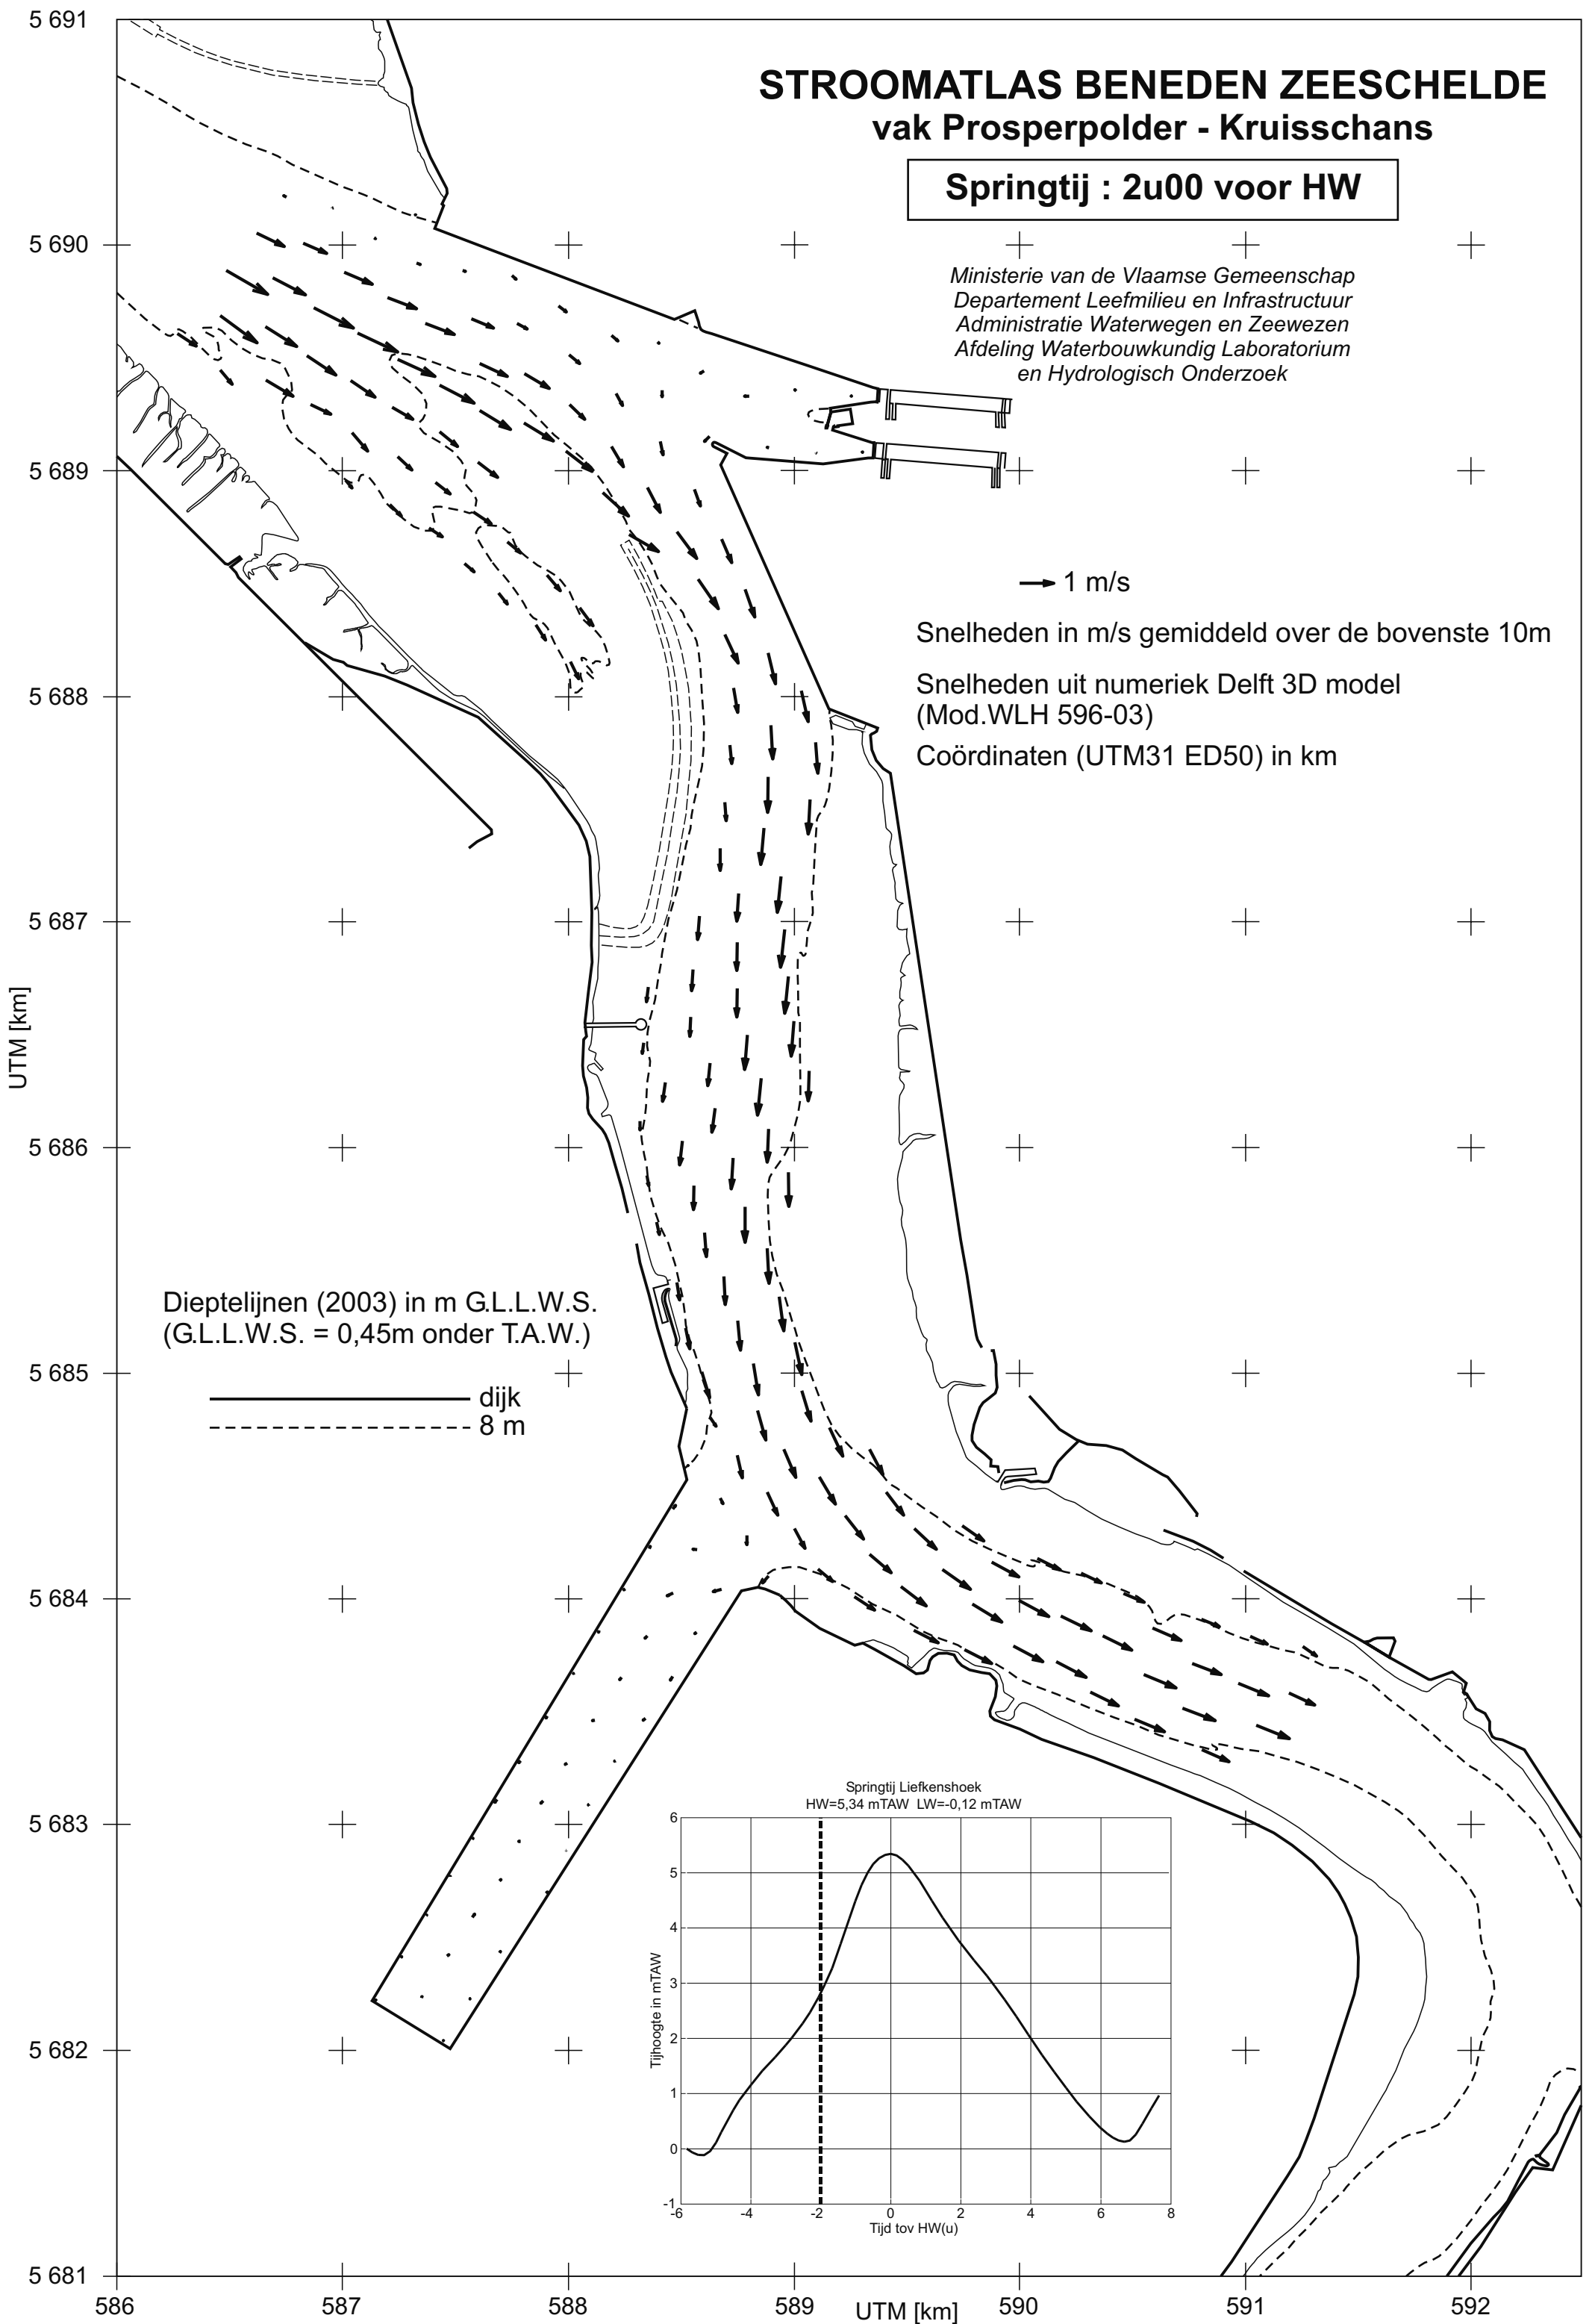 STROOMATLAS BENEDEN ZEESCHELDE
vak Prosperpolder - Kruisschans
Springtij : 2u00 voor HW
Ministerie van de Vlaamse Gemeenschap
Departement Leefmilieu en Infrastructuur
Administratie Waterwegen en Zeewezen
Afdeling Waterbouwkundig Laboratorium
en Hydrologisch Onderzoek
1 m/s
Snelheden in m/s gemiddeld over de bovenste 10m
Snelheden uit numeriek Delft 3D model
(Mod.WLH 596-03)
Coördinaten (UTM31 ED50) in km
5 691
5 690
5 689
5 688
5 687
5 686
5 685
5 684
5 683
5 682
5 681
UTM [km]
Dieptelijnen (2003) in m G.L.L.W.S.
(G.L.L.W.S. = 0,45m onder T.A.W.)
dijk
8 m
Springtij Liefkenshoek
HW=5,34 mTAW LW=-0,12 mTAW
6
5
4
3
2
1
0
-1
Tijhoogte in mTAW
-6 -4 -2 0 2 4 6 8
Tijd tov HW(u)
586 587 588 589 590 591 592
UTM [km]